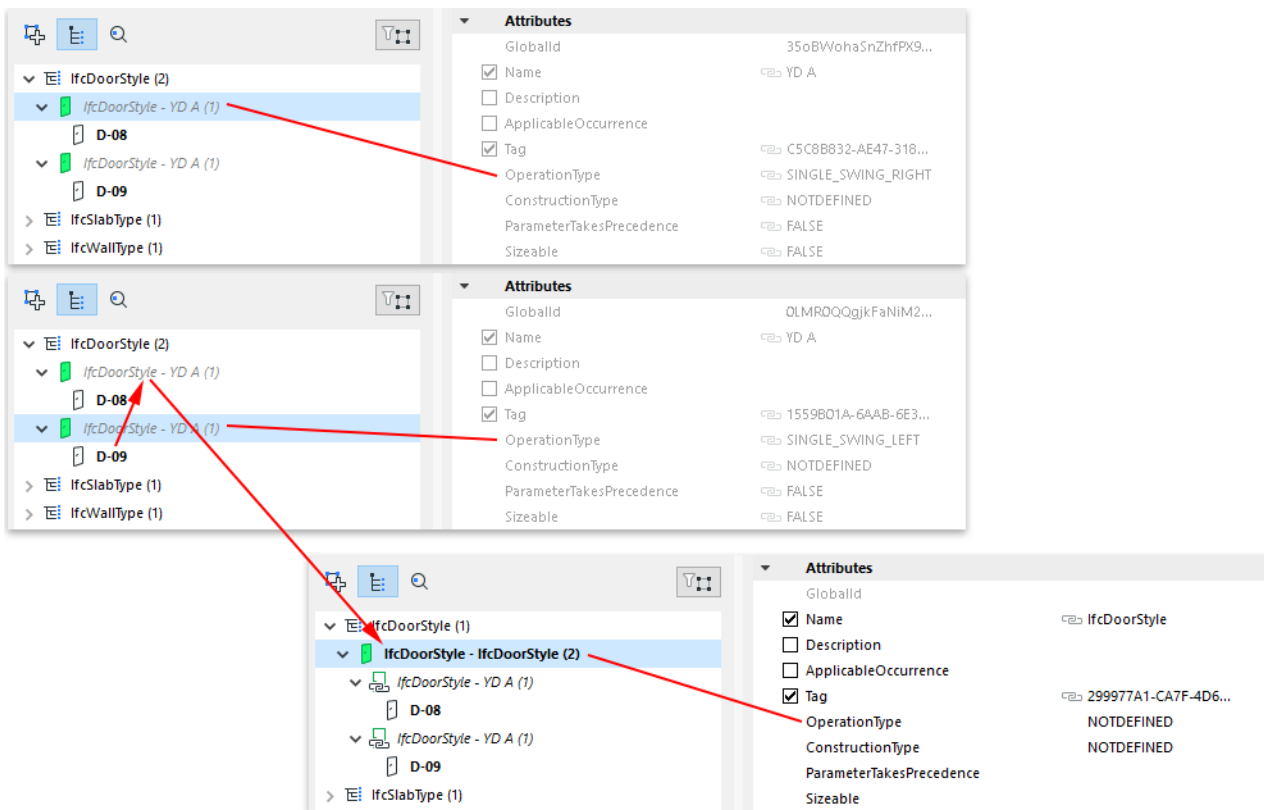 Attributes
GlobalId 35oBWohaSnZhfPX9...
IfcDoorStyle (2) Name YD A
IfcDoorStyle - YD A (1) Description
D-08 ApplicableOccurrence
IfcDoorStyle - YD A (1) Tag C5C8B832-AE47-318...
D-09 OperationType SINGLE_SWING_RIGHT
IfcSlabType (1) ConstructionType NOTDEFINED
IfcWallType (1) ParameterTakesPrecedence FALSE
Sizeable FALSE
Attributes
GlobalId 0LMR0QQgjkFaNiM2...
IfcDoorStyle (2) Name YD A
IfcDoorStyle - YD A (1) Description
D-08 ApplicableOccurrence
IfcDoorStyle - YD A (1) Tag 1559B01A-6AAB-6E3...
D-09 OperationType SINGLE_SWING_LEFT
IfcSlabType (1) ConstructionType NOTDEFINED
IfcWallType (1) ParameterTakesPrecedence FALSE
Sizeable FALSE
Attributes
GlobalId
IfcDoorStyle (1) Name IfcDoorStyle
IfcDoorStyle - IfcDoorStyle (2) Description
IfcDoorStyle - YD A (1) ApplicableOccurrence
D-08 Tag 299977A1-CA7F-4D6...
IfcDoorStyle - YD A (1) OperationType NOTDEFINED
D-09 ConstructionType NOTDEFINED
IfcSlabType (1) ParameterTakesPrecedence
Sizeable